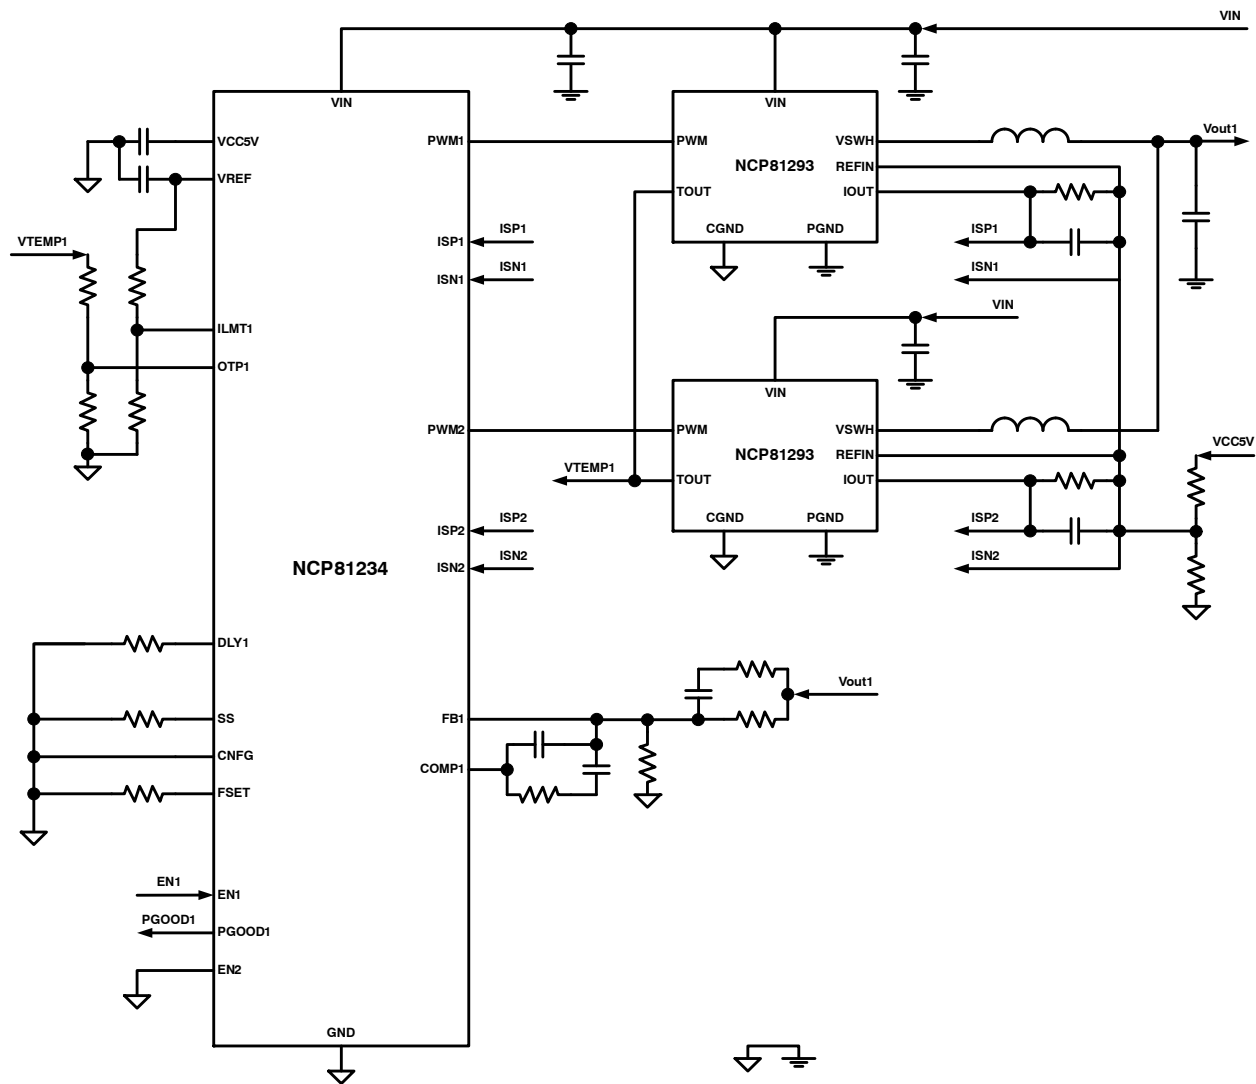 VIN
VIN
VIN
VCC5V
PWM1
PWM
VSWH
Vout1
NCP81293
REFIN
VREF
TOUT
IOUT
CGND
PGND
ISP1
ISP1
ISP1
VTEMP1
ISN1
ISN1
ISN1
VIN
ILMT1
OTP1
VIN
PWM2
PWM
VSWH
VCC5V
NCP81293
REFIN
VTEMP1
TOUT
IOUT
CGND
PGND
ISP2
ISP2
ISP2
ISN2
ISN2
ISN2
NCP81234
DLY1
Vout1
SS
FB1
CNFG
COMP1
FSET
EN1
EN1
PGOOD1
PGOOD1
EN2
GND